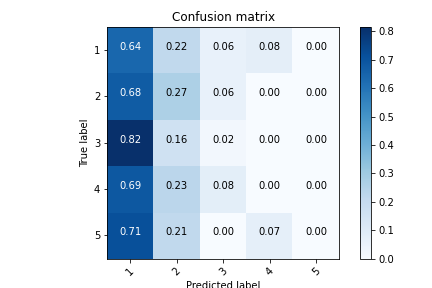 Confusion matrix
1 0.64 0.22 0.06 0.08 0.00
2 0.68 0.27 0.06 0.00 0.00
3 0.82 0.16 0.02 0.00 0.00
4 0.69 0.23 0.08 0.00 0.00
5 0.71 0.21 0.00 0.07 0.00
1 2 3 4 5
True label
Predicted label
0.8
0.7
0.6
0.5
0.4
0.3
0.2
0.1
0.0